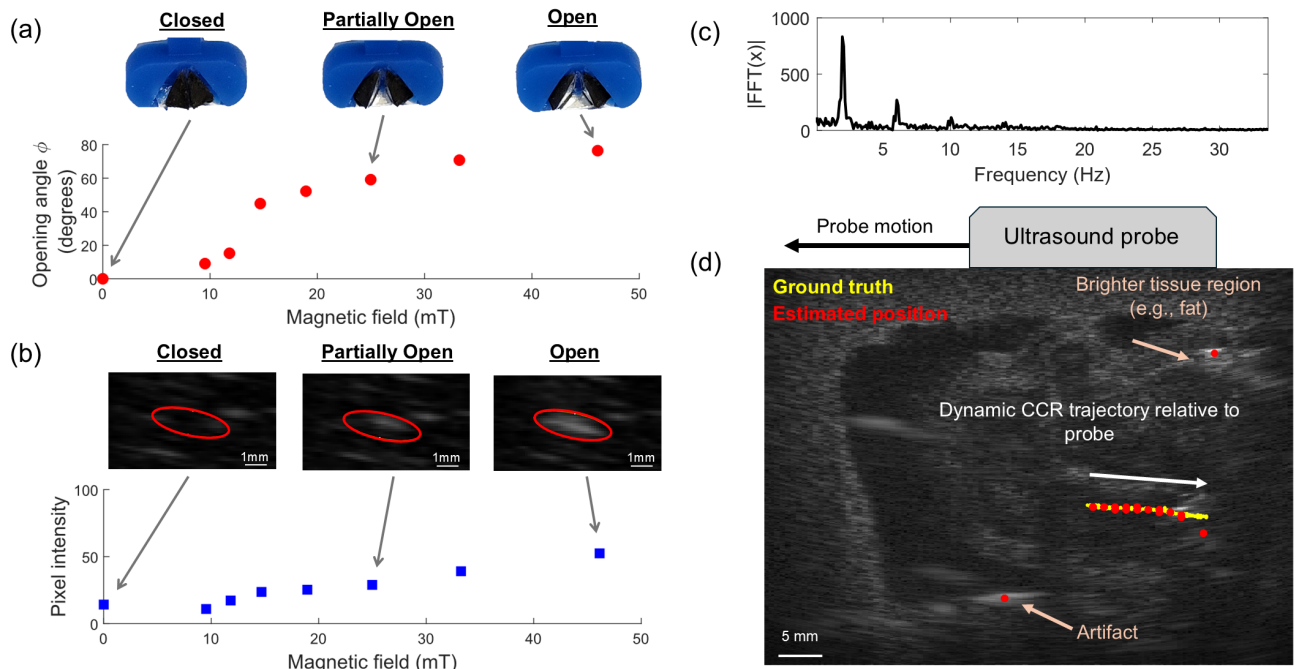 (a)
Closed
Partially Open
Open
80
60
40
20
0
Opening angle ϕ
(degrees)
0
10
20
30
40
50
Magnetic field (mT)
(b)
Closed
Partially Open
Open
1mm
1mm
1mm
100
50
0
Pixel intensity
0
10
20
30
40
50
Magnetic field (mT)
(c)
1000
500
0
|FFT(x)|
5
10
15
20
25
30
Frequency (Hz)
Probe motion
Ultrasound probe
(d)
Ground truth
Estimated position
Brighter tissue region
(e.g., fat)
Dynamic CCR trajectory relative to
probe
Artifact
5 mm